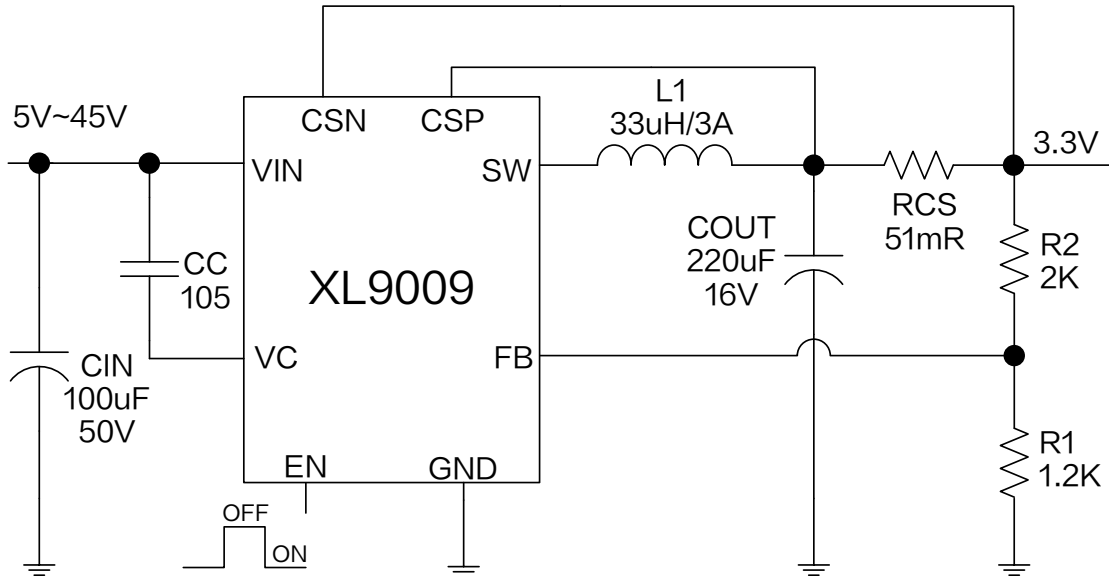 CSN
CSP
L1
33uH/3A
5V~45V
3.3V
VIN
SW
RCS
51mR
COUT
220uF
16V
R2
2K
CC
105
XL9009
VC
FB
CIN
100uF
50V
R1
1.2K
EN
GND
OFF
ON